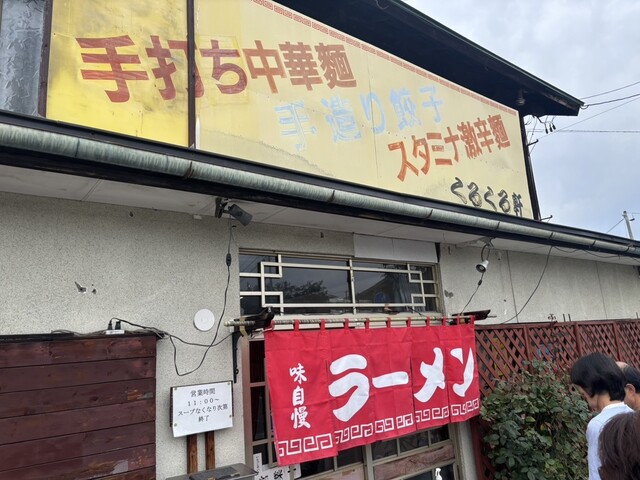 手打ち中華麺
手造り餃子
スタミナ激辛麺
くるくる軒
味自慢
ラーメン
営業時間
11:00〜
スープなくなり次第
終了